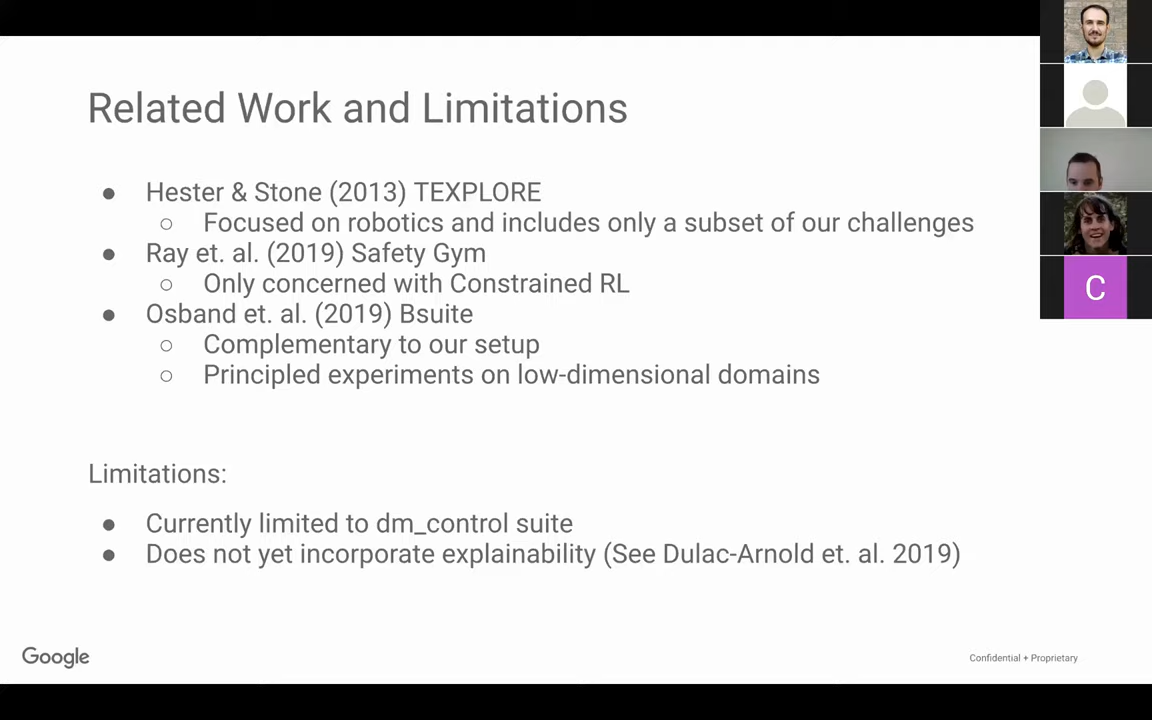 Related Work and Limitations
● Hester & Stone (2013) TEXPLORE
○ Focused on robotics and includes only a subset of our challenges
● Ray et. al. (2019) Safety Gym
○ Only concerned with Constrained RL
● Osband et. al. (2019) Bsuite
○ Complementary to our setup
○ Principled experiments on low-dimensional domains
Limitations:
● Currently limited to dm_control suite
● Does not yet incorporate explainability (See Dulac-Arnold et. al. 2019)
Google
Confidential + Proprietary
C